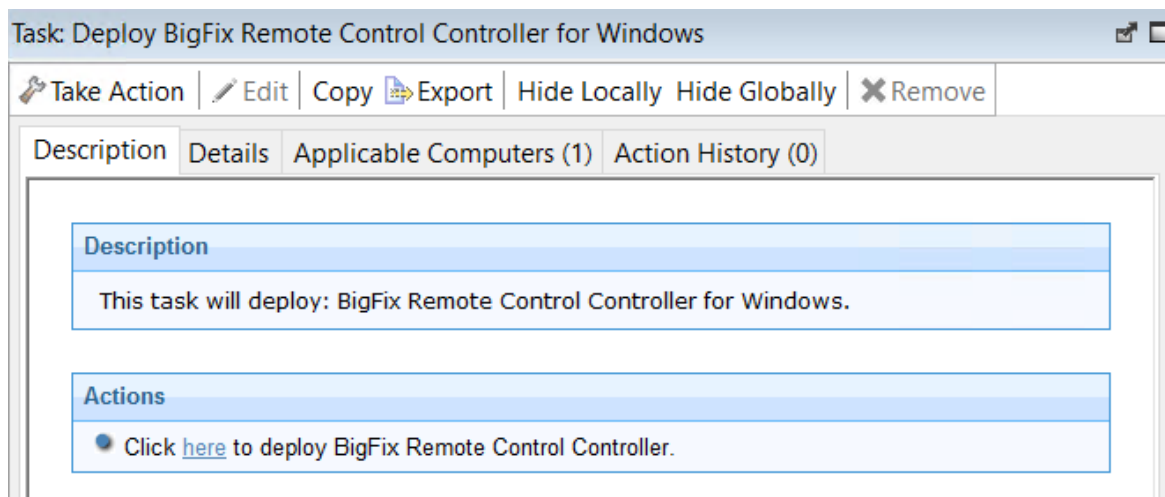 Task: Deploy BigFix Remote Control Controller for Windows
Take Action Edit Copy Export Hide Locally Hide Globally Remove
Description Details Applicable Computers (1) Action History (0)
Description
This task will deploy: BigFix Remote Control Controller for Windows.
Actions
Click here to deploy BigFix Remote Control Controller.